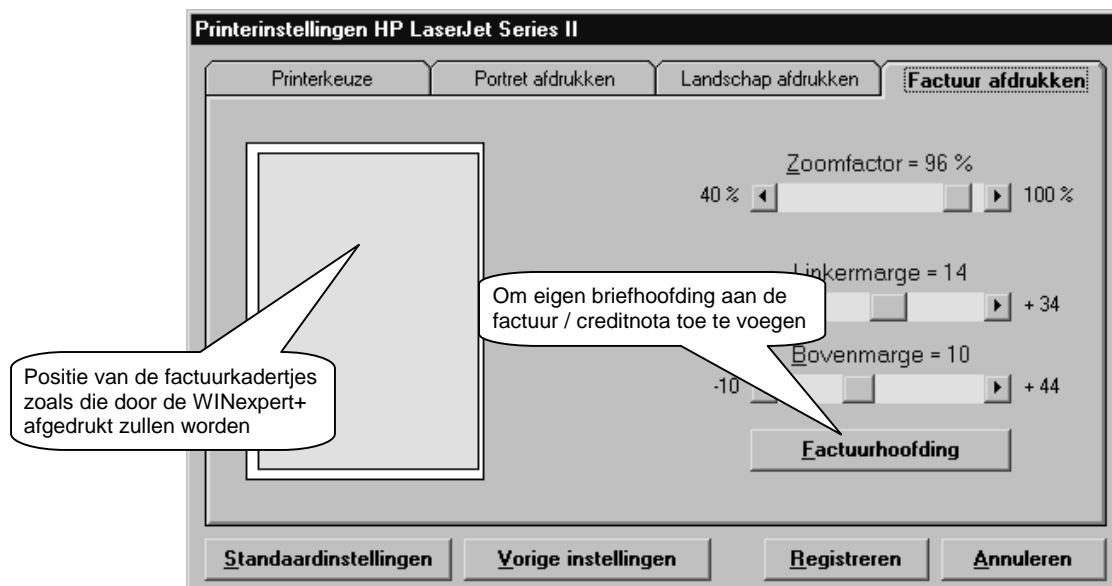 Printerinstellingen HP LaserJet Series II
Printerkeuze
Portret afdrukken
Landschap afdrukken
Factuur afdrukken
Zoomfactor = 96 %
40 %
100 %
Linkermarge = 14
+ 34
Om eigen briefhoofding aan de
factuur / creditnota toe te voegen
Bovenmarge = 10
-10
+ 44
Positie van de factuurkadertjes
zoals die door de WINexpert+
afgedrukt zullen worden
Factuurhoofding
Standaardinstellingen
Vorige instellingen
Registreren
Annuleren